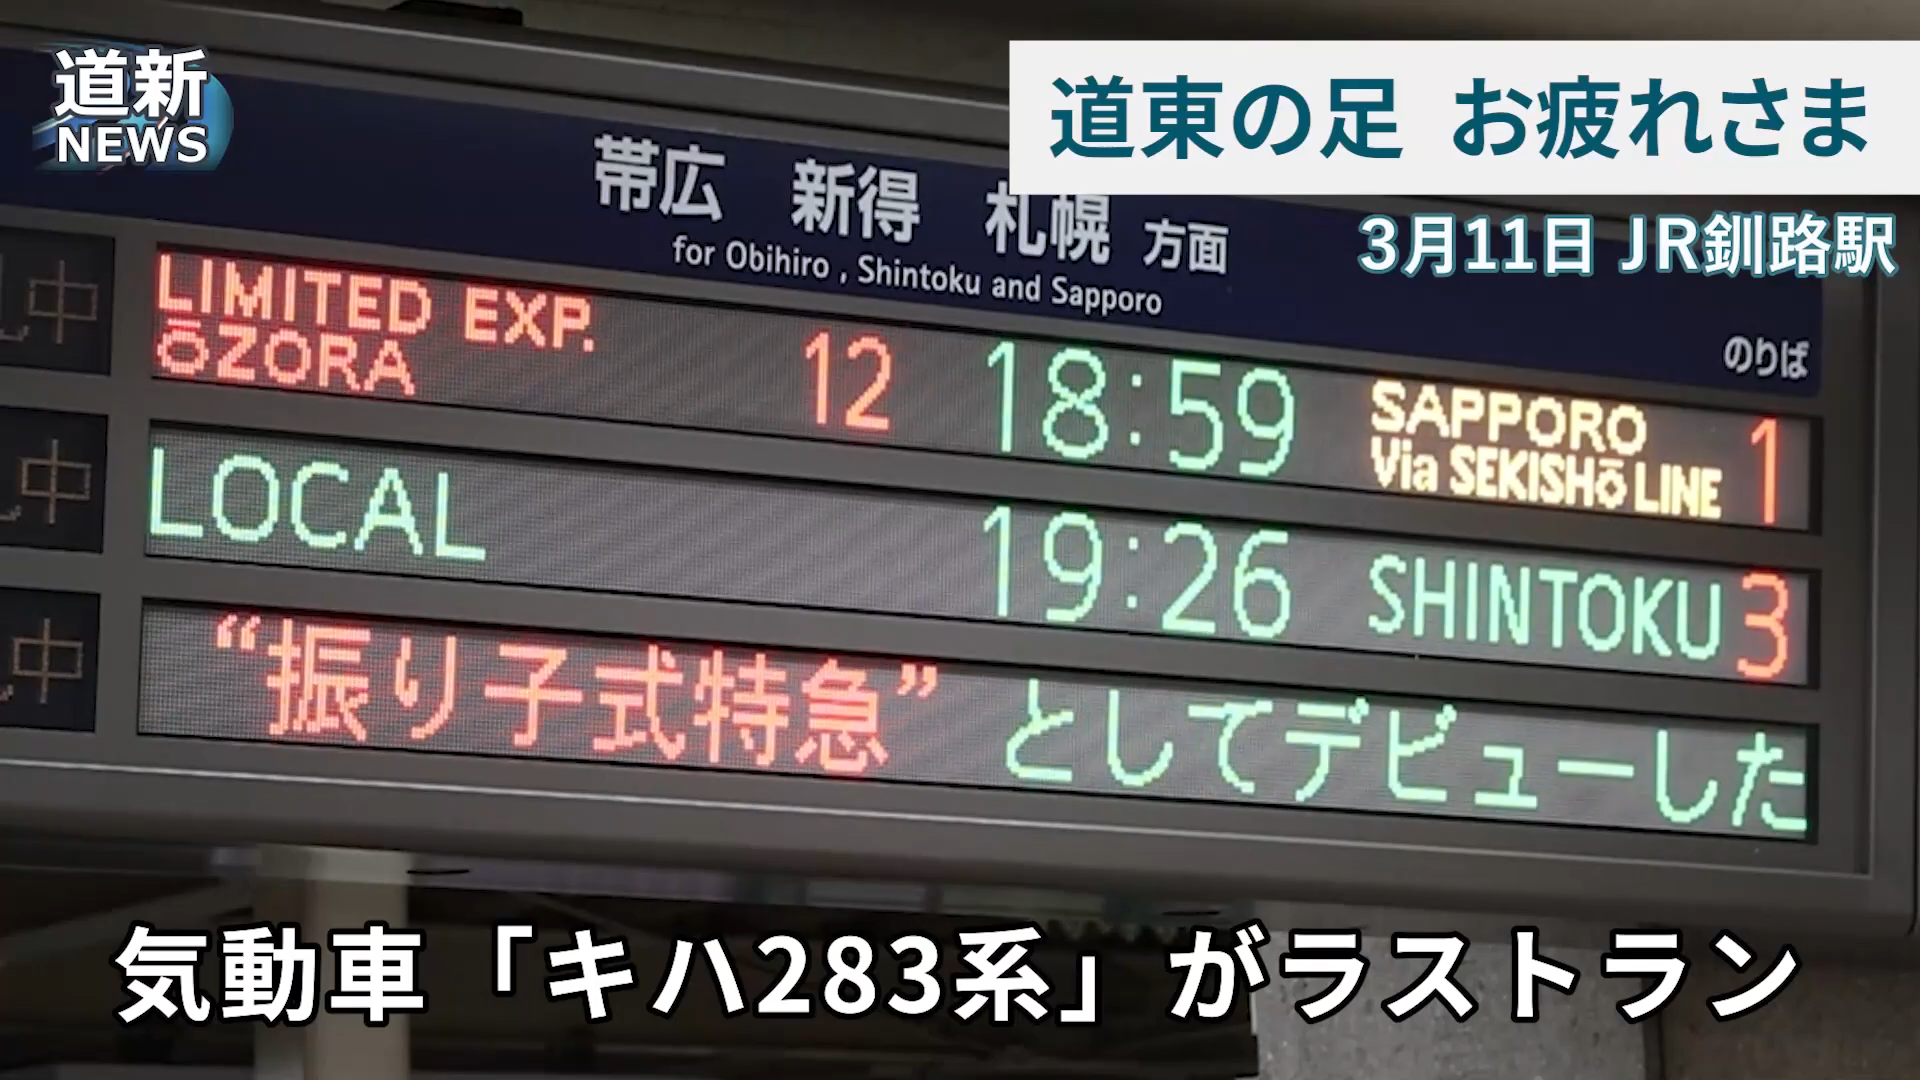 道新
NEWS
道東の足 お疲れさま
3月11日 JR釧路駅
帯広 新得 札幌 方面
for Obihiro , Shintoku and Sapporo
のりば
LIMITED EXP.
ŌZORA
12 18:59
SAPPORO
Via SEKISHō LINE
1
中
LOCAL 19:26 SHINTOKU 3
中
“振り子式特急” としてデビューした
中
気動車「キハ283系」がラストラン